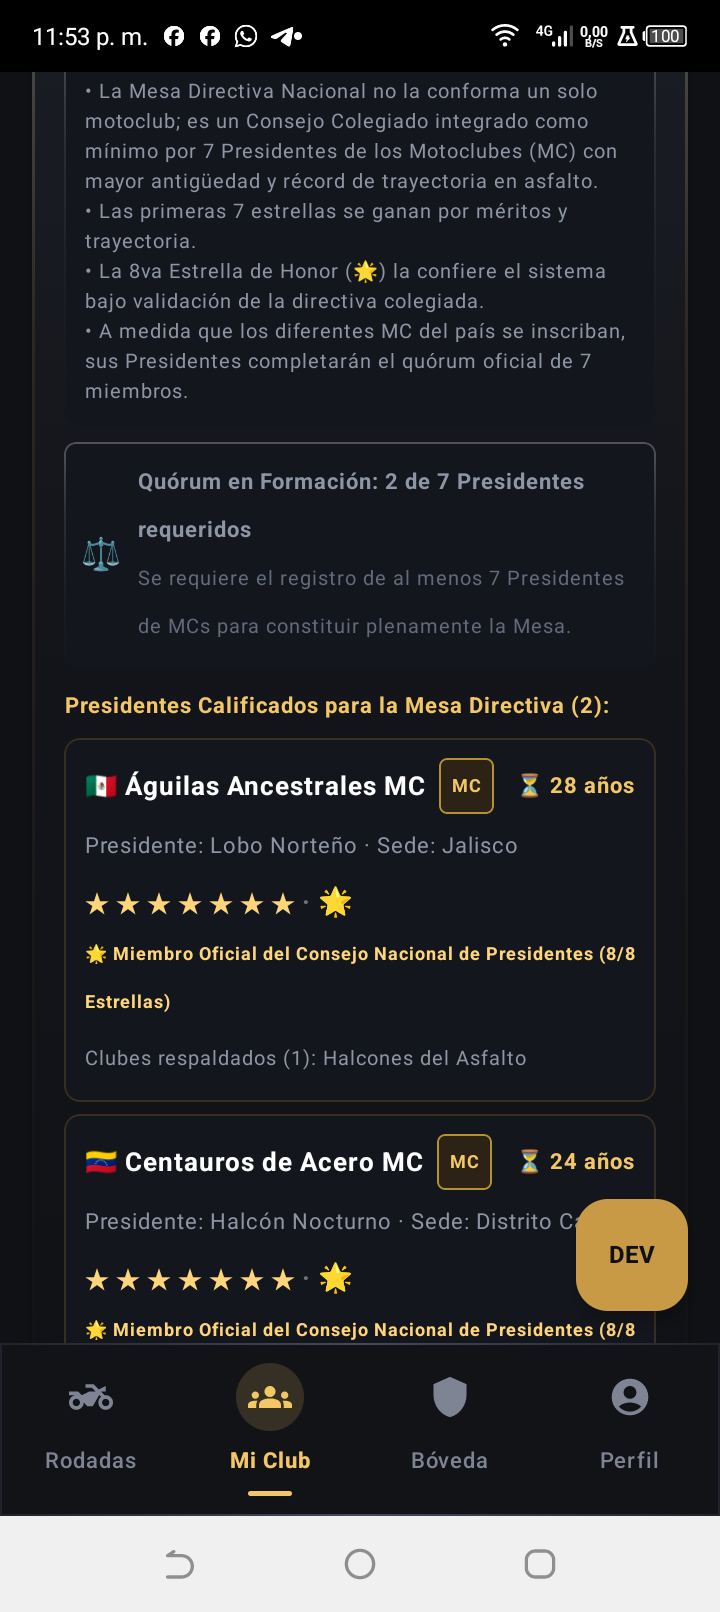 11:53 p. m.
4G 0,00 B/S 100
• La Mesa Directiva Nacional no la conforma un solo
motoclub; es un Consejo Colegiado integrado como
mínimo por 7 Presidentes de los Motoclubes (MC) con
mayor antigüedad y récord de trayectoria en asfalto.
• Las primeras 7 estrellas se ganan por méritos y
trayectoria.
• La 8va Estrella de Honor (🌟) la confiere el sistema
bajo validación de la directiva colegiada.
• A medida que los diferentes MC del país se inscriban,
sus Presidentes completarán el quórum oficial de 7
miembros.
Quórum en Formación: 2 de 7 Presidentes
requeridos
Se requiere el registro de al menos 7 Presidentes
de MCs para constituir plenamente la Mesa.
Presidentes Calificados para la Mesa Directiva (2):
🇲🇽 Águilas Ancestrales MC MC ⏳ 28 años
Presidente: Lobo Norteño · Sede: Jalisco
★★★★★★★ · 🌟
🌟 Miembro Oficial del Consejo Nacional de Presidentes (8/8
Estrellas)
Clubes respaldados (1): Halcones del Asfalto
🇻🇪 Centauros de Acero MC MC ⏳ 24 años
Presidente: Halcón Nocturno · Sede: Distrito
DEV
★★★★★★★ · 🌟
🌟 Miembro Oficial del Consejo Nacional de Presidentes (8/8
Rodadas Mi Club Bóveda Perfil